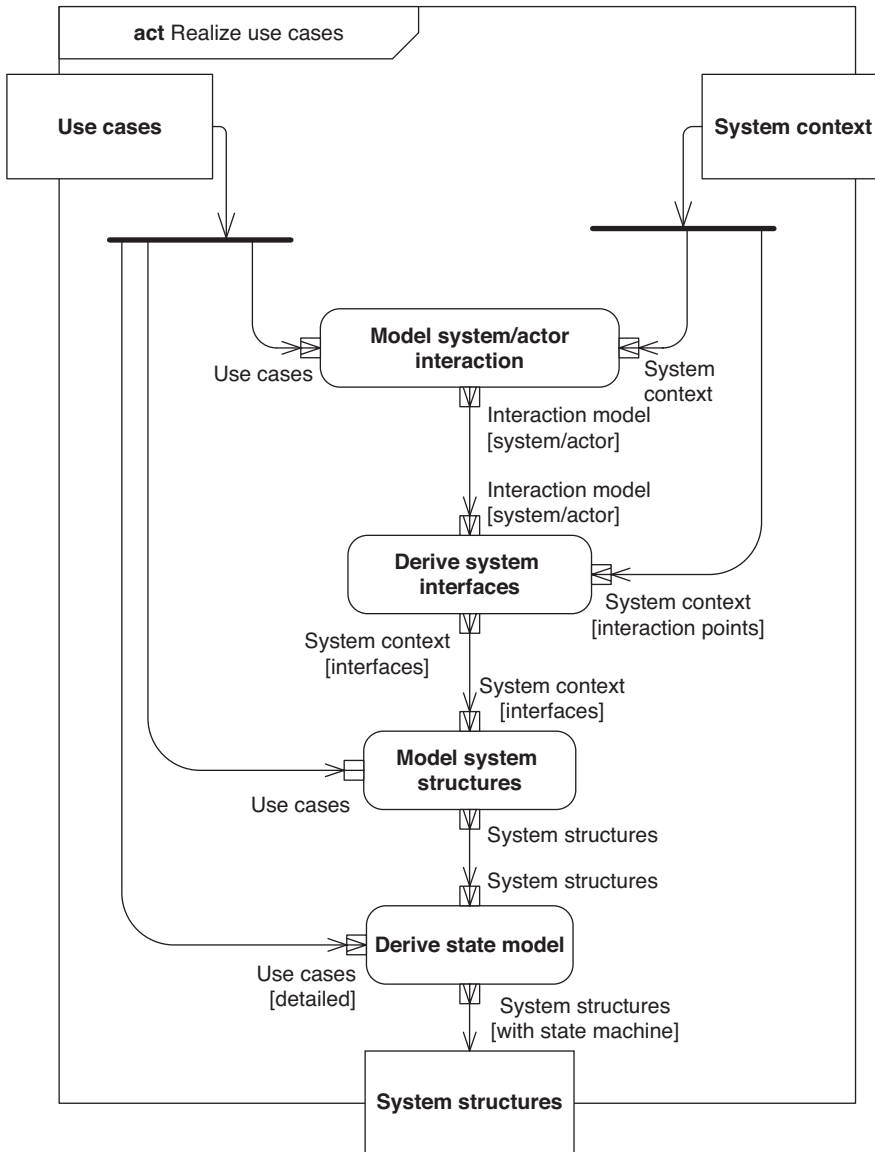 act Realize use cases
Use cases
System context
Model system/actor
interaction
Use cases
System
context
Interaction model
[system/actor]
Interaction model
[system/actor]
Derive system
interfaces
System context
[interaction points]
System context
[interfaces]
System context
[interfaces]
Model system
structures
Use cases
System structures
System structures
Derive state model
Use cases
[detailed]
System structures
[with state machine]
System structures